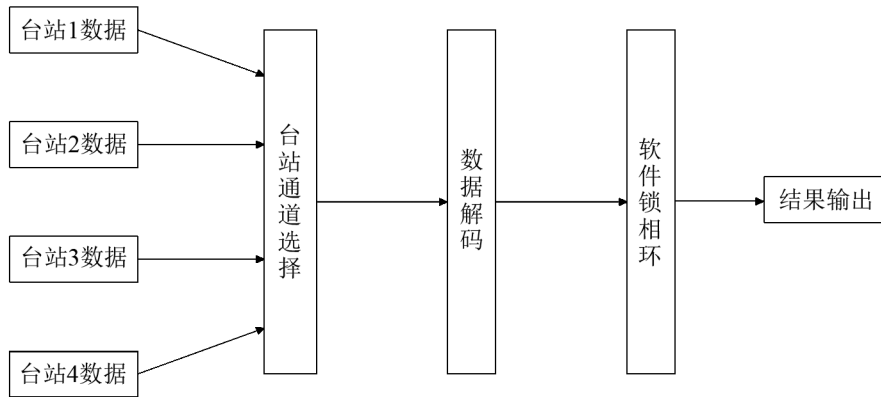 台站1数据
台站2数据
台站3数据
台站4数据
台站通道选择
数据解码
软件锁相环
结果输出